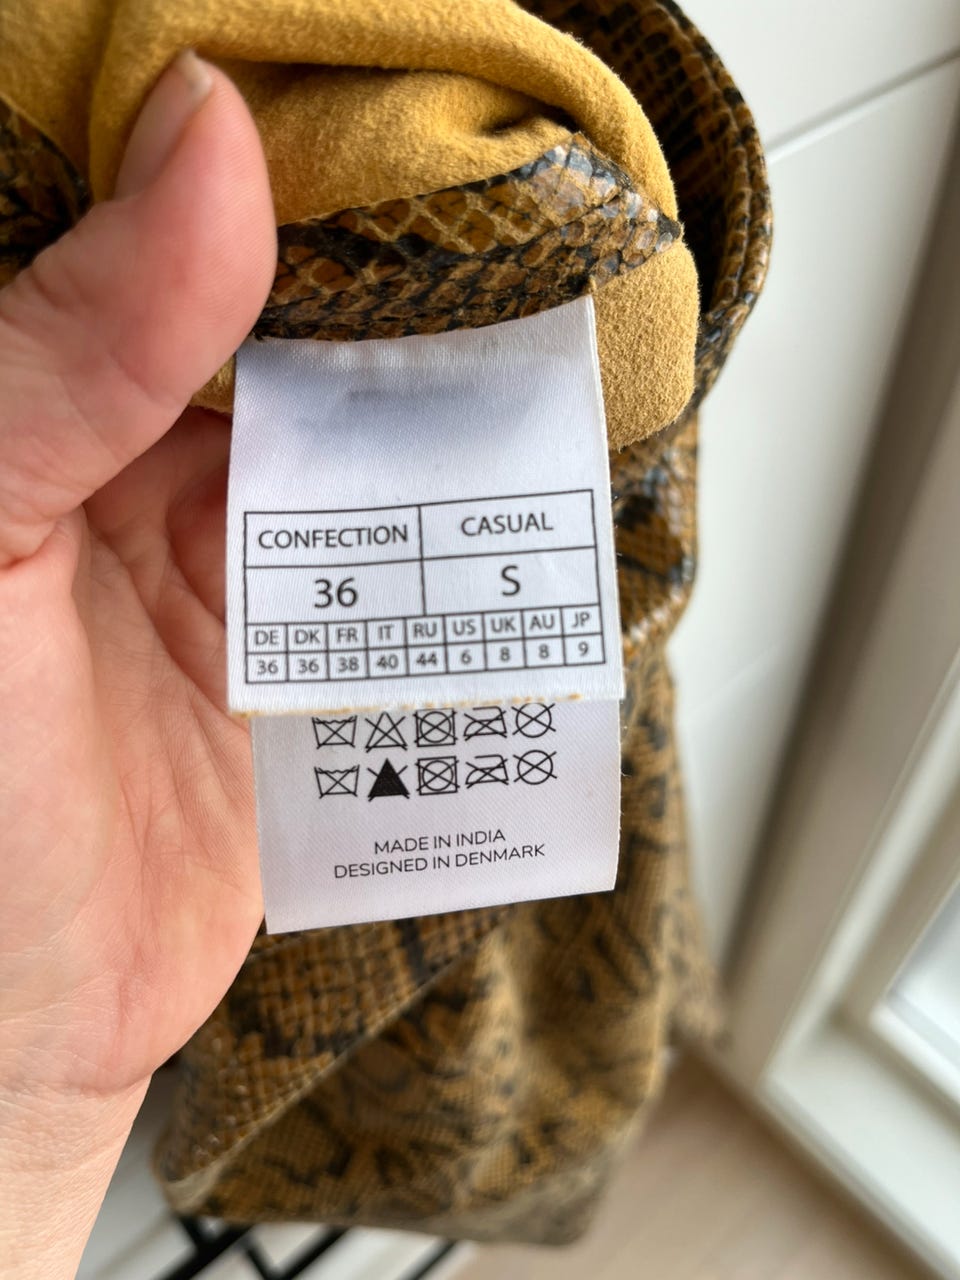 CONFECTION CASUAL
36 S
DE DK FR IT RU US UK AU JP
36 36 38 40 44 6 8 8 9
MADE IN INDIA
DESIGNED IN DENMARK